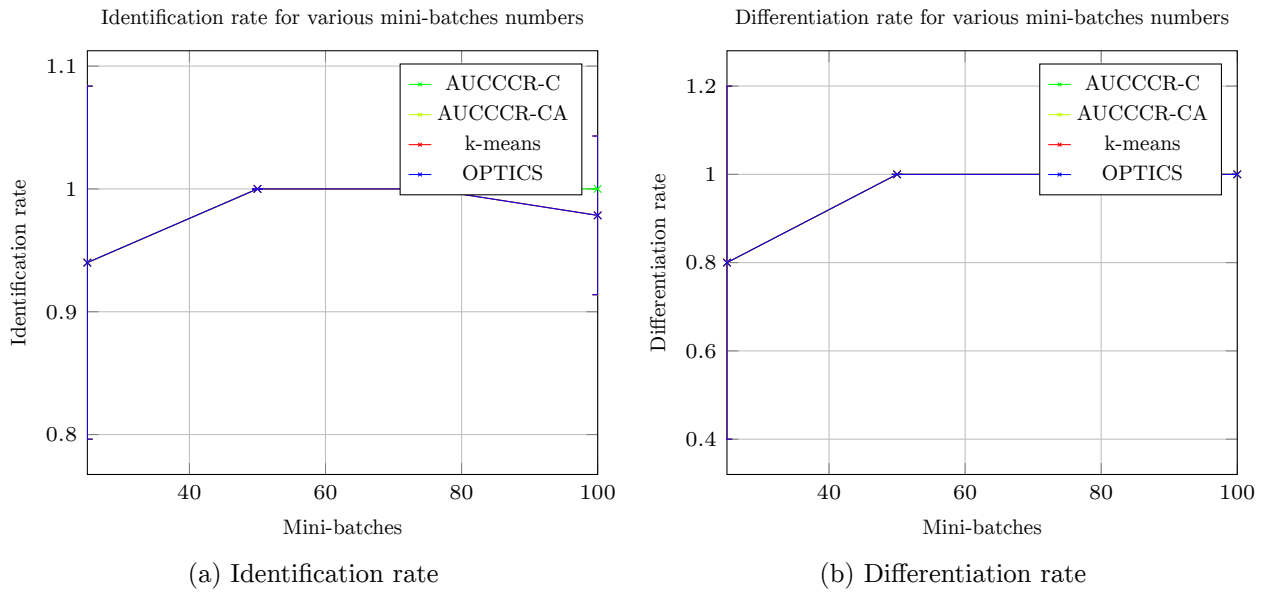 Identification rate for various mini-batches numbers
1.1
1
0.9
0.8
Identification rate
AUCCCR-C
AUCCCR-CA
k-means
OPTICS
40 60 80 100
Mini-batches
(a) Identification rate
Differentiation rate for various mini-batches numbers
1.2
1
0.8
0.6
0.4
Differentiation rate
AUCCCR-C
AUCCCR-CA
k-means
OPTICS
40 60 80 100
Mini-batches
(b) Differentiation rate